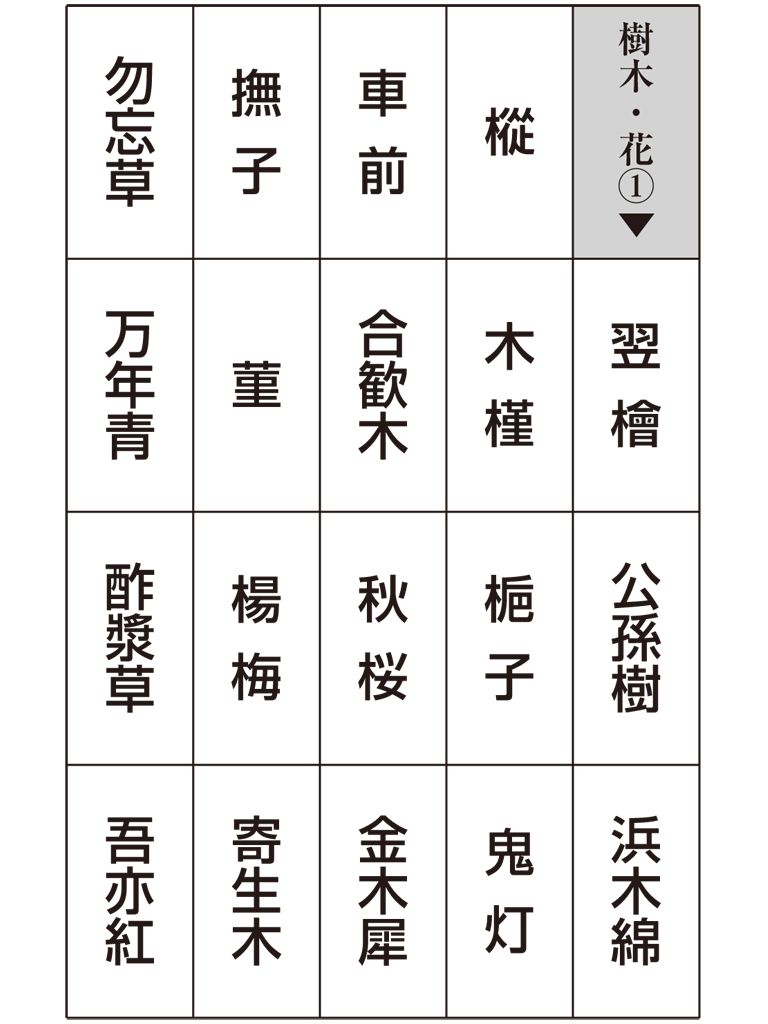 樹木・花①▼
翌檜
公孫樹
浜木綿
樅
木槿
梔子
鬼灯
車前
合歓木
秋桜
金木犀
撫子
菫
楊梅
寄生木
勿忘草
万年青
酢漿草
吾亦紅